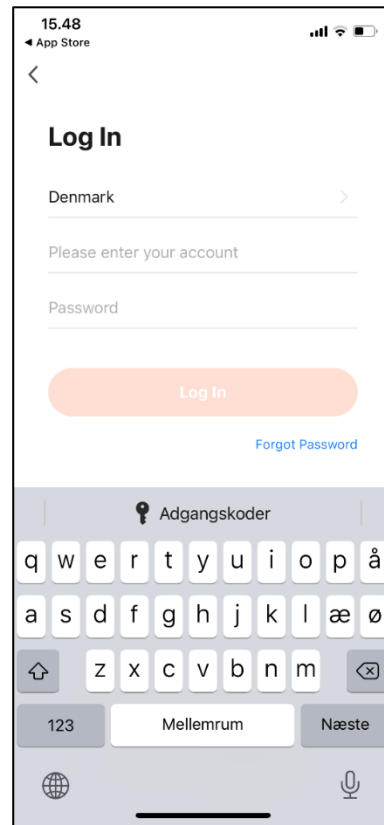 15.48
◀ App Store
Log In
Denmark
Please enter your account
Password
Log In
Forgot Password
Adgangskoder
q w e r t y u i o p å
a s d f g h j k l æ ø
z x c v b n m
123 Mellemrum Næste